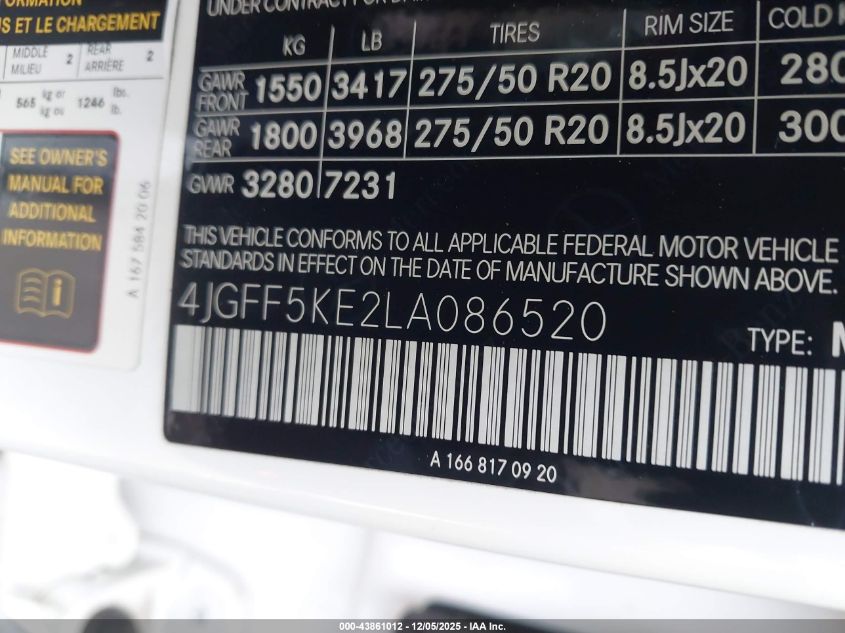 FORMATION
S ET LE CHARGEMENT
MIDDLE MILIEU 2 REAR ARRIÈRE 2
565 kg or kg ou 1246 lbs. lb.
SEE OWNER'S
MANUAL FOR
ADDITIONAL
INFORMATION
A 167 584 20 06
UNDER CONTRACT FOR
KG LB TIRES RIM SIZE COLD
GAWR FRONT 1550 3417 275/50 R20 8.5Jx20 280
GAWR REAR 1800 3968 275/50 R20 8.5Jx20 300
GVWR 3280 7231
THIS VEHICLE CONFORMS TO ALL APPLICABLE FEDERAL MOTOR VEHICLE
STANDARDS IN EFFECT ON THE DATE OF MANUFACTURE SHOWN ABOVE.
4JGFF5KE2LA086520
TYPE: M
A 166 817 09 20
000-43861012 - 12/05/2025 - IAA Inc.